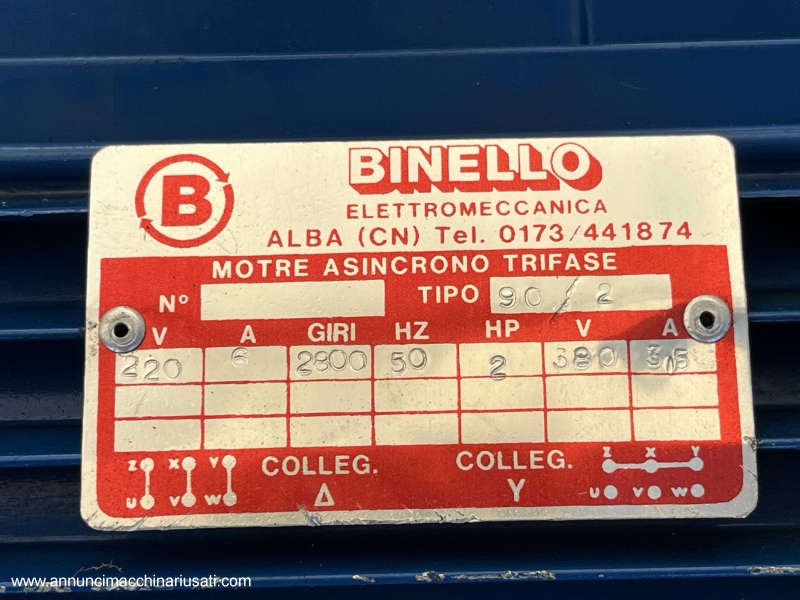 B
BINELLO
ELETTROMECCANICA
ALBA (CN) Tel. 0173/441874
MOTRE ASINCRONO TRIFASE
N° TIPO 90/2
V A GIRI HZ HP V A
220 6 2800 50 2 380 3,5
Z X Y COLLEG. COLLEG. Z X Y
U V W Δ Y U V W
www.annuncimacchinariusati.com